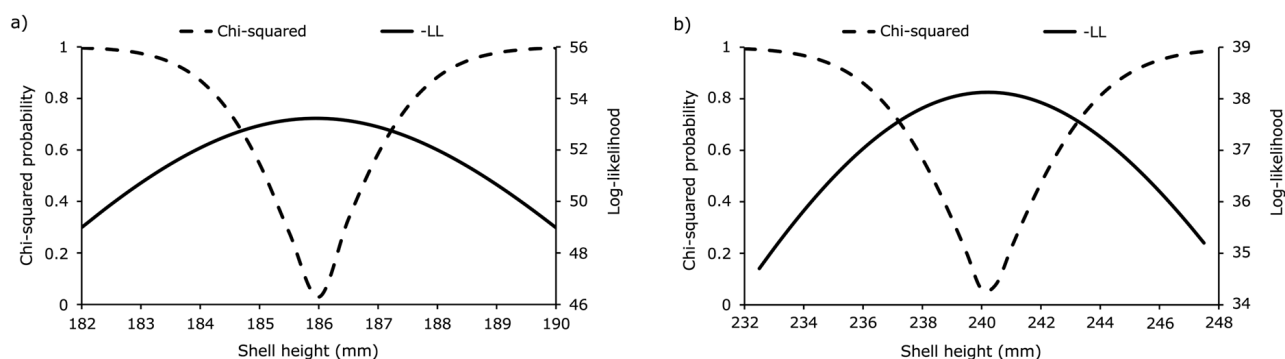 a)
Chi-squared -LL
Chi-squared probability
1
0.8
0.6
0.4
0.2
0
56
54
52
50
48
46
Log-likelihood
182 183 184 185 186 187 188 189 190
Shell height (mm)
b)
Chi-squared -LL
Chi-squared probability
1
0.8
0.6
0.4
0.2
0
39
38
37
36
35
34
Log-likelihood
232 234 236 238 240 242 244 246 248
Shell height (mm)